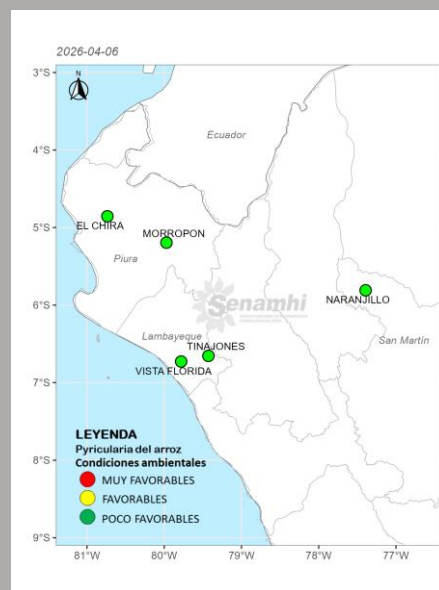 2026-04-06
3°S
N
Ecuador
4°S
5°S
EL CHIRA
MORROPON
Piura
6°S
Senamhi
NARANJILLO
Lambayeque
San Martín
TINAJONES
7°S
VISTA FLORIDA
LEYENDA
Pyricularia del arroz
Condiciones ambientales
8°S
MUY FAVORABLES
FAVORABLES
POCO FAVORABLES
9°S
81°W 80°W 79°W 78°W 77°W